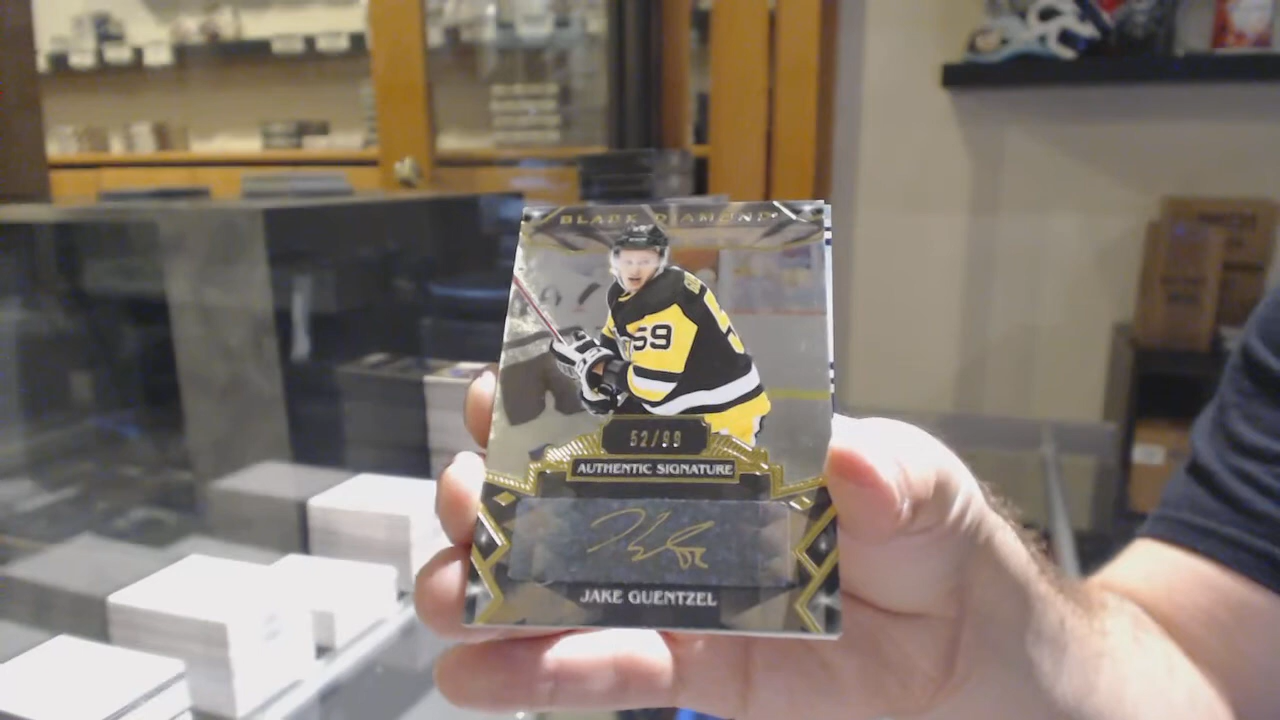 BLACK DIAMOND
59
52/99
AUTHENTIC SIGNATURE
JAKE GUENTZEL